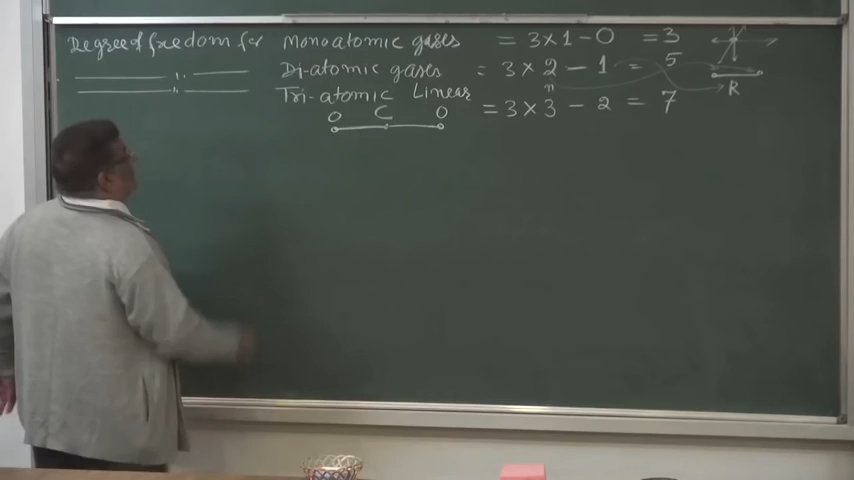 Degree of freedom for Monoatomic gases = 3 x 1 - 0 = 3
—— " —— Di-atomic gases = 3 x 2 - 1 = 5
—— " —— Tri-atomic Linear = 3 x 3 - 2 = 7
n
R
O C O